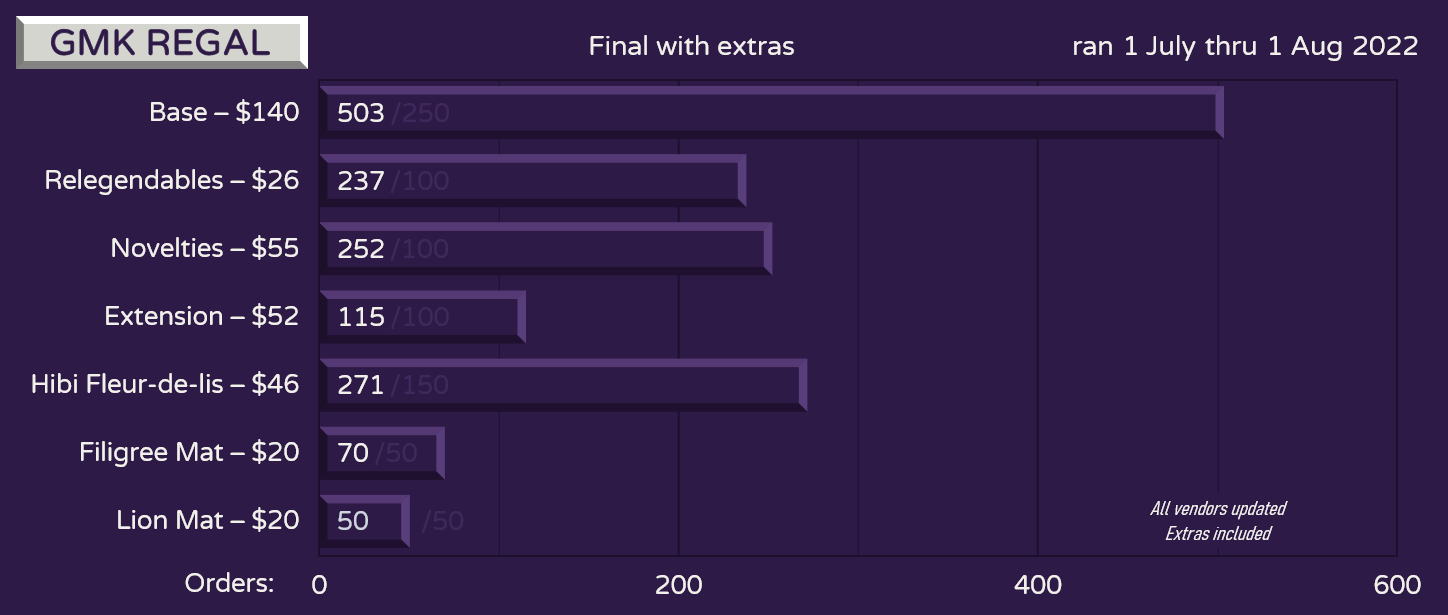 GMK REGAL
Final with extras
ran 1 July thru 1 Aug 2022
Base – $140 503 /250
Relegendables – $26 237 /100
Novelties – $55 252 /100
Extension – $52 115 /100
Hibi Fleur-de-lis – $46 271 /150
Filigree Mat – $20 70 /50
Lion Mat – $20 50 /50
All vendors updated
Extras included
Orders: 0 200 400 600